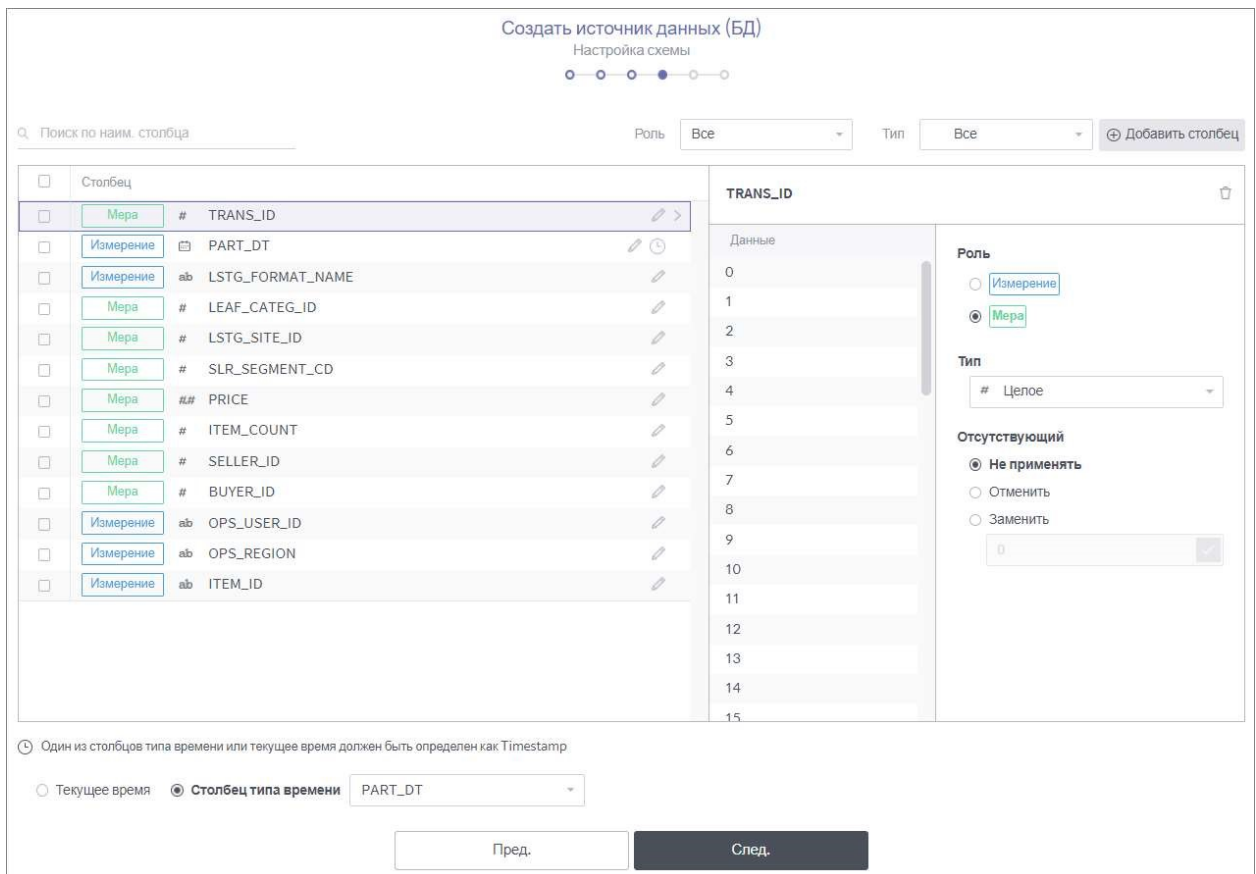 Создать источник данных (БД)
Настройка схемы
Поиск по наим. столбца
Роль Все Тип Все Добавить столбец
Столбец
Мера # TRANS_ID
Измерение PART_DT
Измерение ab LSTG_FORMAT_NAME
Мера # LEAF_CATEG_ID
Мера # LSTG_SITE_ID
Мера # SLR_SEGMENT_CD
Мера #.# PRICE
Мера # ITEM_COUNT
Мера # SELLER_ID
Мера # BUYER_ID
Измерение ab OPS_USER_ID
Измерение ab OPS_REGION
Измерение ab ITEM_ID
TRANS_ID
Данные
0
1
2
3
4
5
6
7
8
9
10
11
12
13
14
15
Роль
Измерение
Мера
Тип
# Целое
Отсутствующий
Не применять
Отменить
Заменить
0
Один из столбцов типа времени или текущее время должен быть определен как Timestamp
Текущее время Столбец типа времени PART_DT
Пред. След.